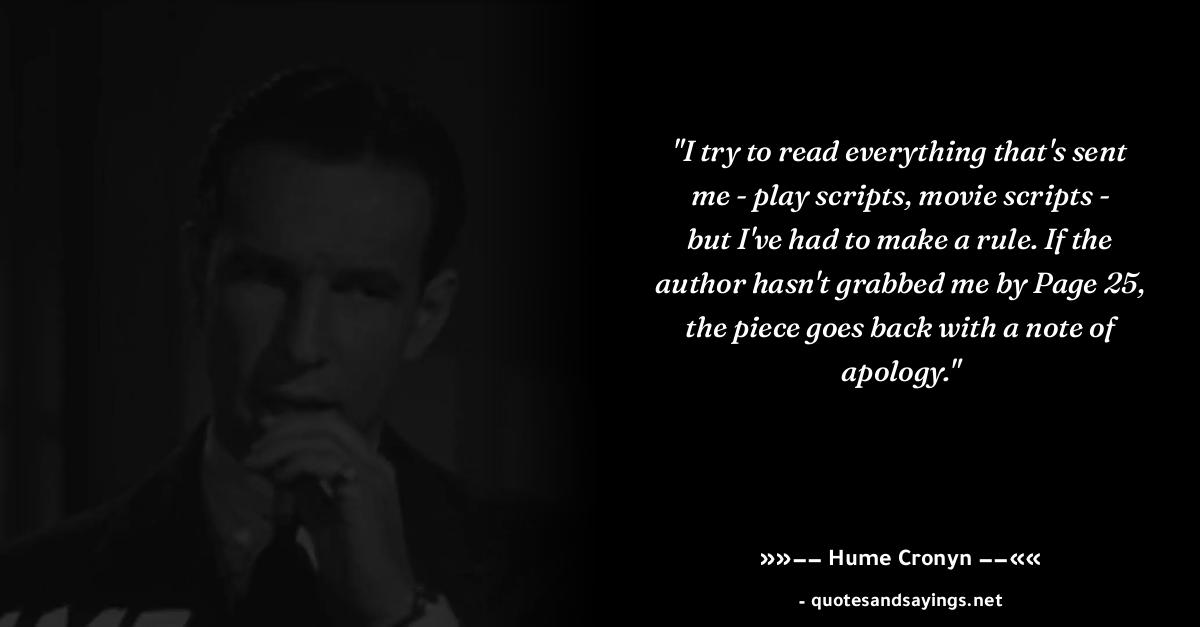 "I try to read everything that's sent
me - play scripts, movie scripts -
but I've had to make a rule. If the
author hasn't grabbed me by Page 25,
the piece goes back with a note of
apology."
»»−− Hume Cronyn −−««
- quotesandsayings.net